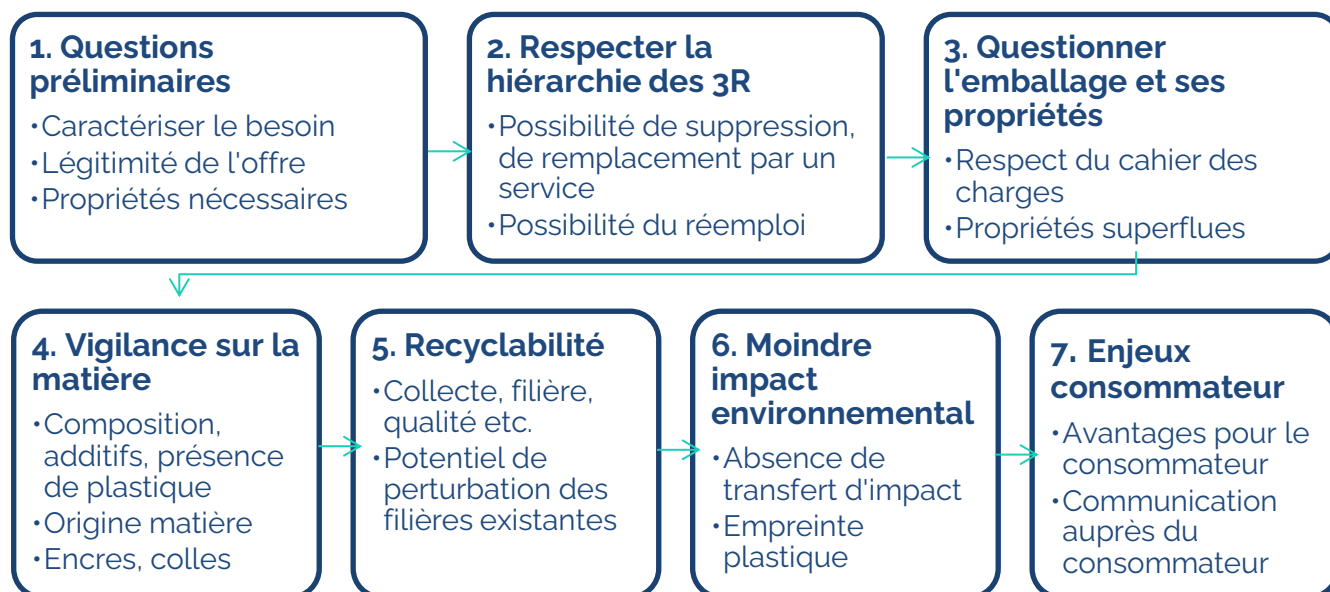 1. Questions
préliminaires
•Caractériser le besoin
•Légitimité de l'offre
•Propriétés nécessaires
2. Respecter la
hiérarchie des 3R
•Possibilité de suppression,
de remplacement par un
service
•Possibilité du réemploi
3. Questionner
l'emballage et ses
propriétés
•Respect du cahier des
charges
•Propriétés superflues
4. Vigilance sur la
matière
•Composition,
additifs, présence
de plastique
•Origine matière
•Encres, colles
5. Recyclabilité
•Collecte, filière,
qualité etc.
•Potentiel de
perturbation des
filières existantes
6. Moindre
impact
environnemental
•Absence de
transfert d'impact
•Empreinte
plastique
7. Enjeux
consommateur
•Avantages pour le
consommateur
•Communication
auprès du
consommateur